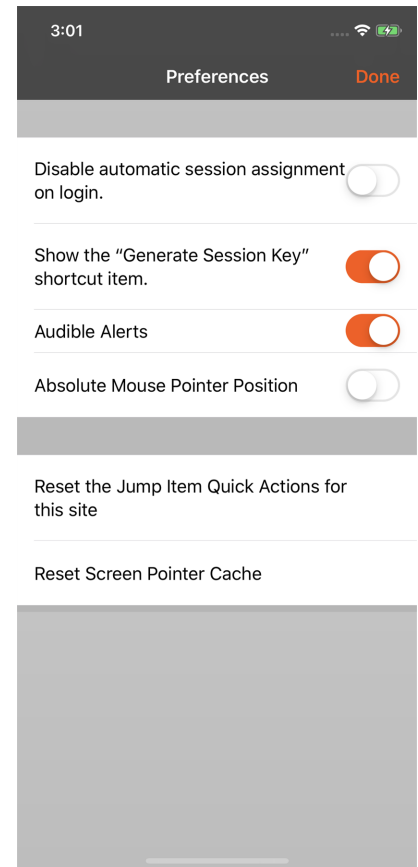 3:01
Preferences
Done
Disable automatic session assignment
on login.
Show the “Generate Session Key”
shortcut item.
Audible Alerts
Absolute Mouse Pointer Position
Reset the Jump Item Quick Actions for
this site
Reset Screen Pointer Cache